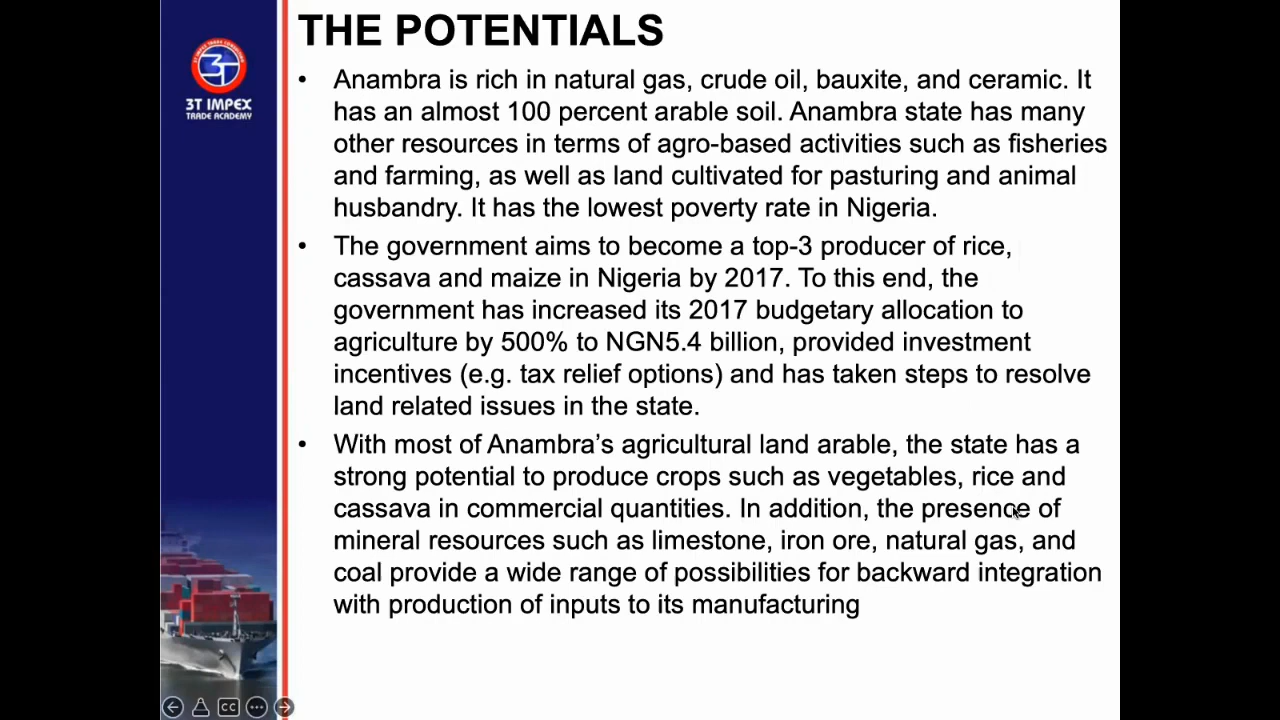 THE POTENTIALS
3T IMPEX
TRADE ACADEMY
• Anambra is rich in natural gas, crude oil, bauxite, and ceramic. It
has an almost 100 percent arable soil. Anambra state has many
other resources in terms of agro-based activities such as fisheries
and farming, as well as land cultivated for pasturing and animal
husbandry. It has the lowest poverty rate in Nigeria.
• The government aims to become a top-3 producer of rice,
cassava and maize in Nigeria by 2017. To this end, the
government has increased its 2017 budgetary allocation to
agriculture by 500% to NGN5.4 billion, provided investment
incentives (e.g. tax relief options) and has taken steps to resolve
land related issues in the state.
• With most of Anambra’s agricultural land arable, the state has a
strong potential to produce crops such as vegetables, rice and
cassava in commercial quantities. In addition, the presence of
mineral resources such as limestone, iron ore, natural gas, and
coal provide a wide range of possibilities for backward integration
with production of inputs to its manufacturing
CC